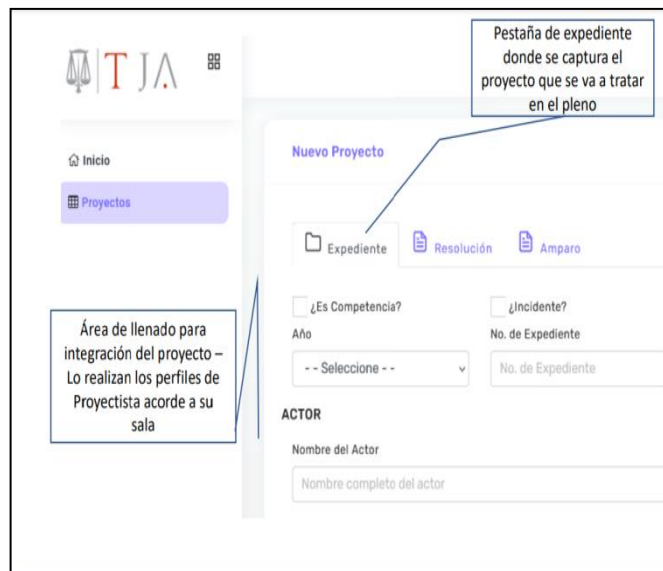 Pestaña de expediente
donde se captura el
proyecto que se va a tratar
en el pleno
TJA
Inicio
Proyectos
Nuevo Proyecto
Expediente
Resolución
Amparo
¿Es Competencia?
¿Incidente?
Año
No. de Expediente
- - Seleccione - -
No. de Expediente
ACTOR
Nombre del Actor
Nombre completo del actor
Área de llenado para
integración del proyecto –
Lo realizan los perfiles de
Proyectista acorde a su
sala